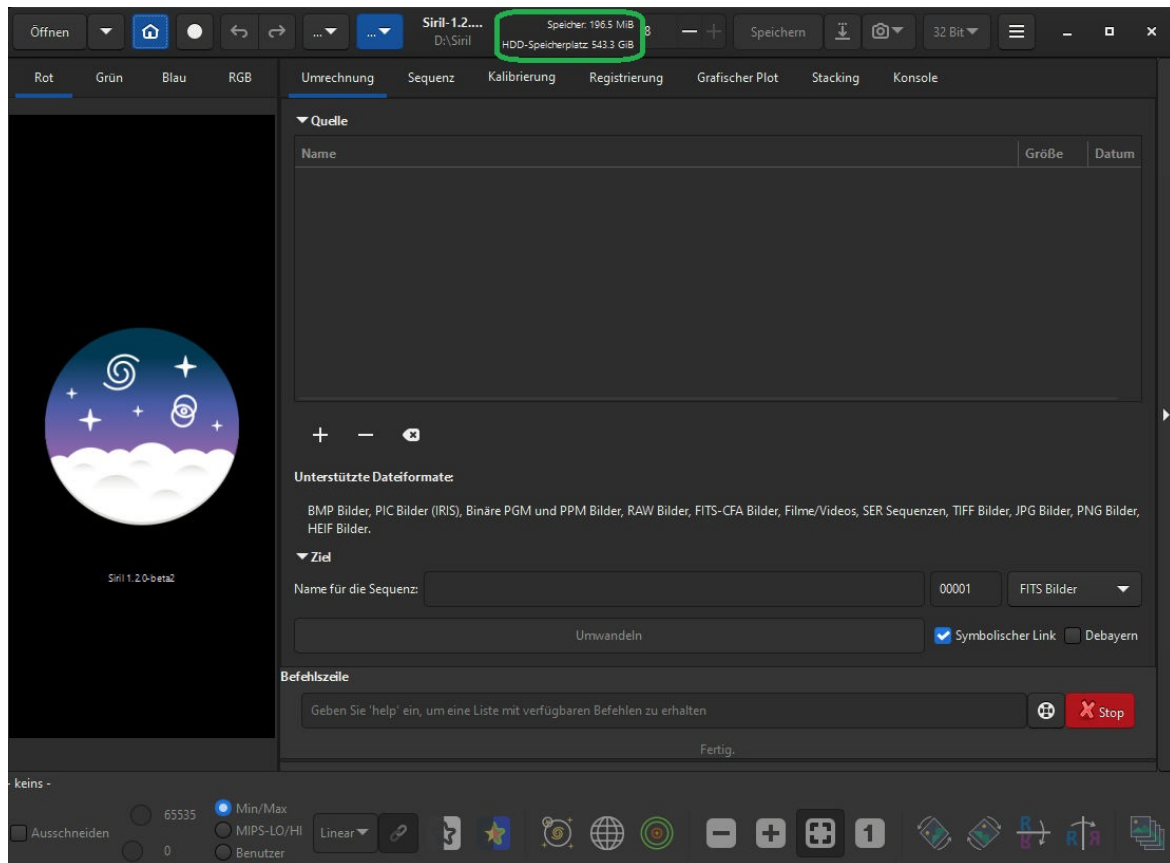 Öffnen
...
...
Siril-1.2....
D:\Siril
Speicher: 196.5 MiB
HDD-Speicherplatz: 543.3 GiB
8
Speichern
32 Bit
Rot Grün Blau RGB
Umrechnung Sequenz Kalibrierung Registrierung Grafischer Plot Stacking Konsole
Quelle
Name Größe Datum
Unterstützte Dateiformate:
BMP Bilder, PIC Bilder (IRIS), Binäre PGM und PPM Bilder, RAW Bilder, FITS-CFA Bilder, Filme/Videos, SER Sequenzen, TIFF Bilder, JPG Bilder, PNG Bilder,
HEIF Bilder.
Ziel
Siril 1.2.0-beta2
Name für die Sequenz: 00001 FITS Bilder
Umwandeln Symbolischer Link Debayern
Befehlszeile
Geben Sie 'help' ein, um eine Liste mit verfügbaren Befehlen zu erhalten Stop
Fertig.
- keins -
Ausschneiden
65535
0
Min/Max
MIPS-LO/HI
Benutzer
Linear
1
R
R
R R